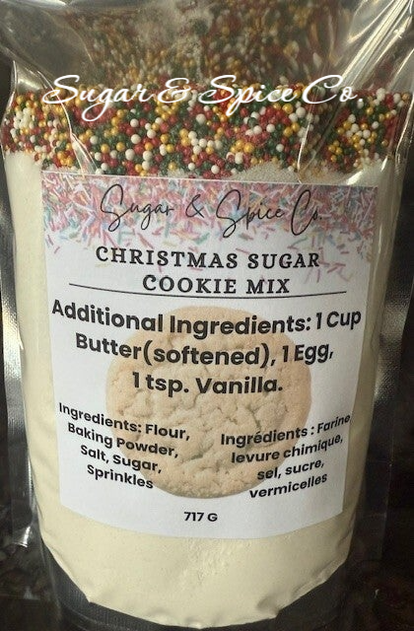 Sugar & Spice Co.
Sugar & Spice Co
CHRISTMAS SUGAR
COOKIE MIX
Additional Ingredients: 1 Cup
Butter(softened), 1 Egg,
1 tsp. Vanilla.
Ingredients: Flour,
Baking Powder,
Salt, Sugar,
Sprinkles
Ingrédients : Farine
levure chimique,
sel, sucre,
vermicelles
717 G